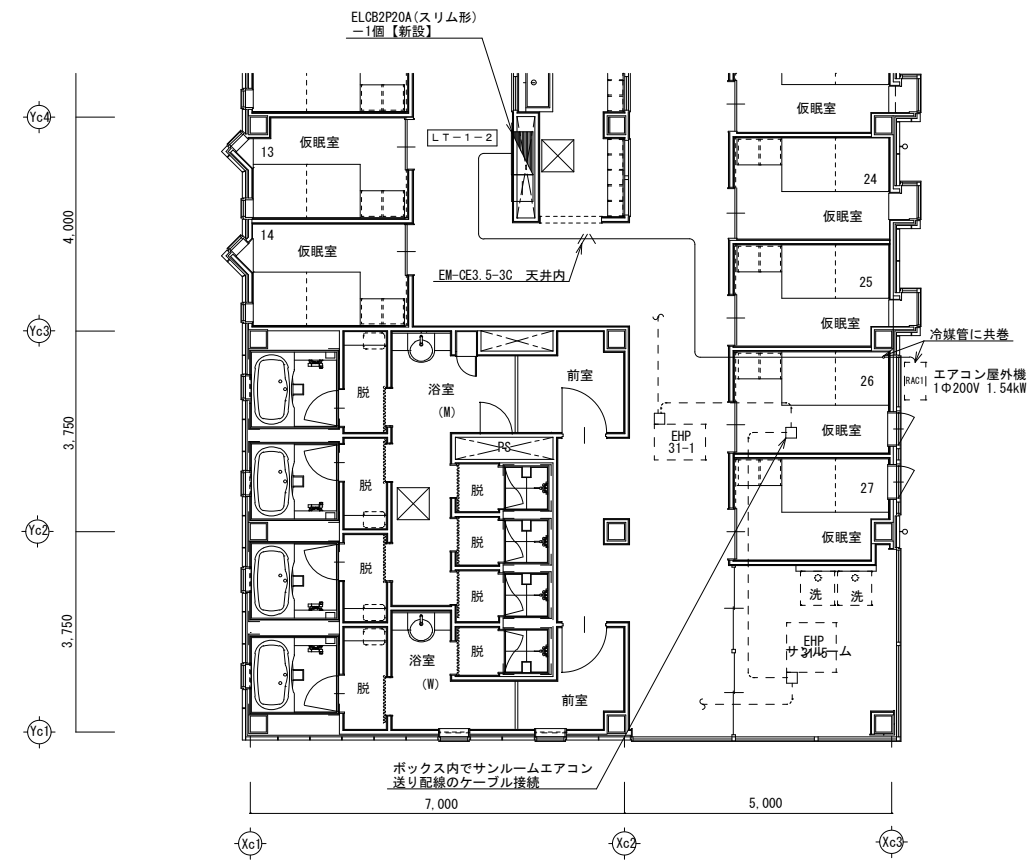 ELCB2P20A(スリム形)
－1個【新設】
Yc4
仮眠室
13
仮眠室
LT-1-2
24
仮眠室
4,000
14
仮眠室
EM-CE3.5-3C 天井内
25
仮眠室
Yc3
冷媒管に共巻
RAC1
エアコン屋外機
1Φ200V 1.54kW
脱
浴室
(M)
前室
26
仮眠室
EHP
31-1
3,750
PS
脱
脱
27
仮眠室
Yc2
脱
脱
脱
洗
洗
3,750
EHP
31-5
サンルーム
脱
浴室
(W)
脱
前室
Yc1
ボックス内でサンルームエアコン
送り配線のケーブル接続
7,000
5,000
Xc1
Xc2
Xc3